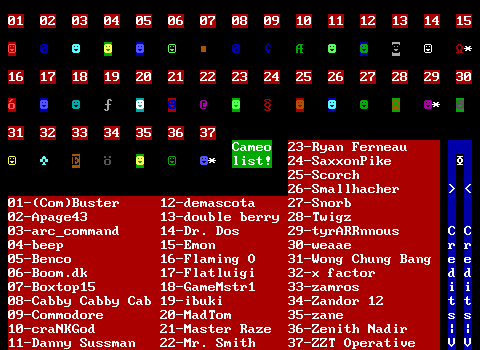 01 02 03 04 05 06 07 08 09 10 11 12 13 14 15
16 17 18 19 20 21 22 23 24 25 26 27 28 29 30
31 32 33 34 35 36 37
Cameo
list!
01-(Com)Buster
02-Apage43
03-arc_command
04-beep
05-Benco
06-Boom.dk
07-Boxtop15
08-Cabby Cabby Cab
09-Commodore
10-craNKGod
11-Danny Sussman
12-demascota
13-double berry
14-Dr. Dos
15-Emon
16-Flaming O
17-Flatluigi
18-GameMstr1
19-ibuki
20-MadTom
21-Master Raze
22-Mr. Smith
23-Ryan Ferneau
24-SaxxonPike
25-Scorch
26-Smallhacher
27-Snorb
28-Twigz
29-tyrARRnnous
30-weaae
31-Wong Chung Bang
32-x factor
33-zamros
34-Zandor 12
35-zane
36-Zenith Nadir
37-ZZT Operative
> <
Credits!
Credits!